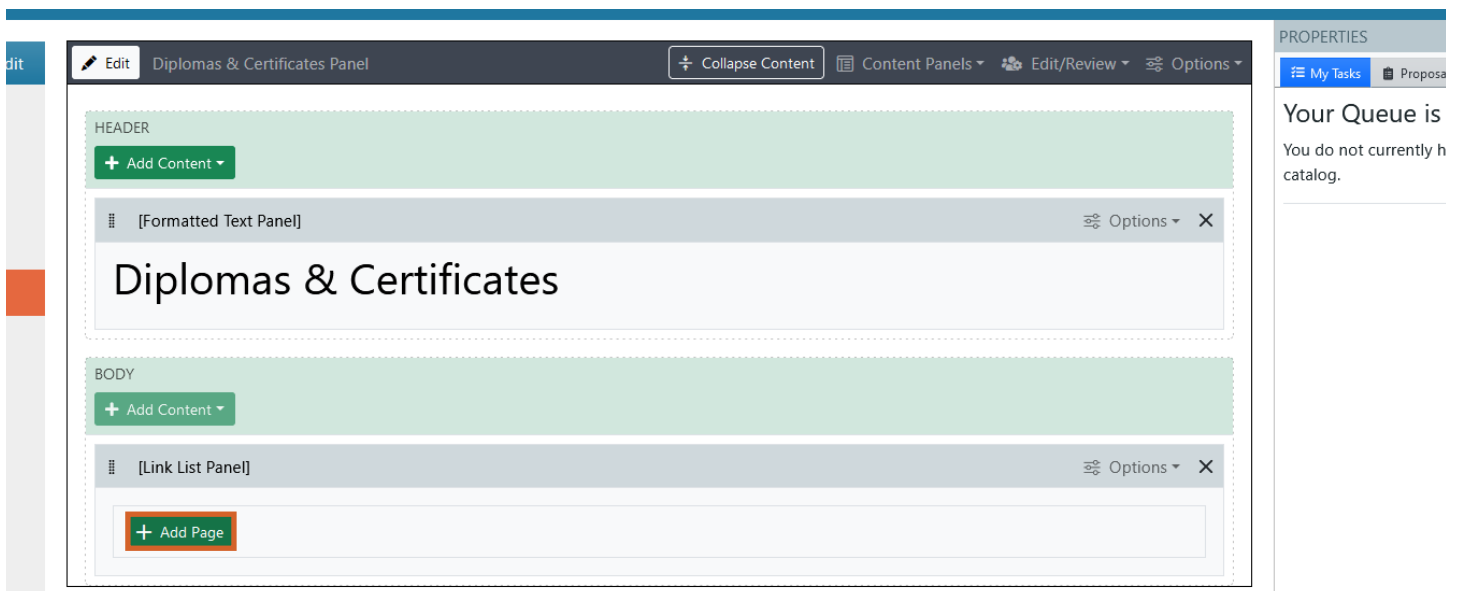 dit
Edit Diplomas & Certificates Panel Collapse Content Content Panels Edit/Review Options
HEADER
Add Content
[Formatted Text Panel] Options
Diplomas & Certificates
BODY
Add Content
[Link List Panel] Options
Add Page
PROPERTIES
My Tasks Proposa
Your Queue is
You do not currently h
catalog.